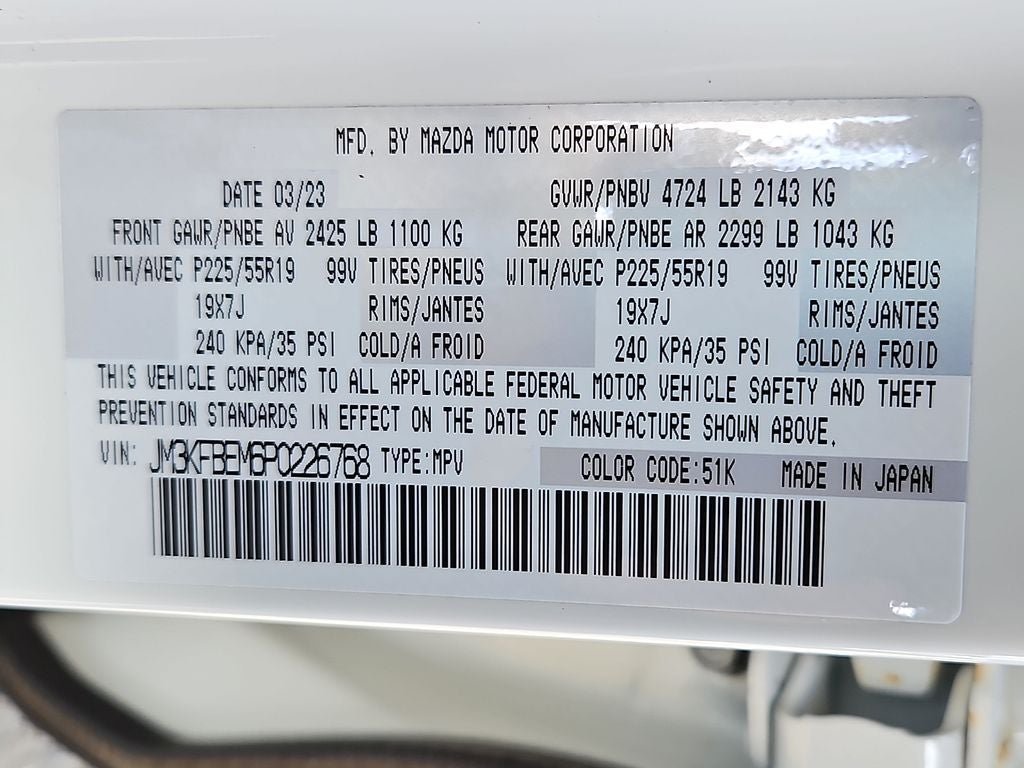 MFD. BY MAZDA MOTOR CORPORATION
DATE 03/23 GVWR/PNBV 4724 LB 2143 KG
FRONT GAWR/PNBE AV 2425 LB 1100 KG REAR GAWR/PNBE AR 2299 LB 1043 KG
WITH/AVEC P225/55R19 99V TIRES/PNEUS WITH/AVEC P225/55R19 99V TIRES/PNEUS
19X7J RIMS/JANTES 19X7J RIMS/JANTES
240 KPA/35 PSI COLD/A FROID 240 KPA/35 PSI COLD/A FROID
THIS VEHICLE CONFORMS TO ALL APPLICABLE FEDERAL MOTOR VEHICLE SAFETY AND THEFT
PREVENTION STANDARDS IN EFFECT ON THE DATE OF MANUFACTURE SHOWN ABOVE.
VIN: JM3KFBEM6P0226768 TYPE:MPV COLOR CODE:51K MADE IN JAPAN